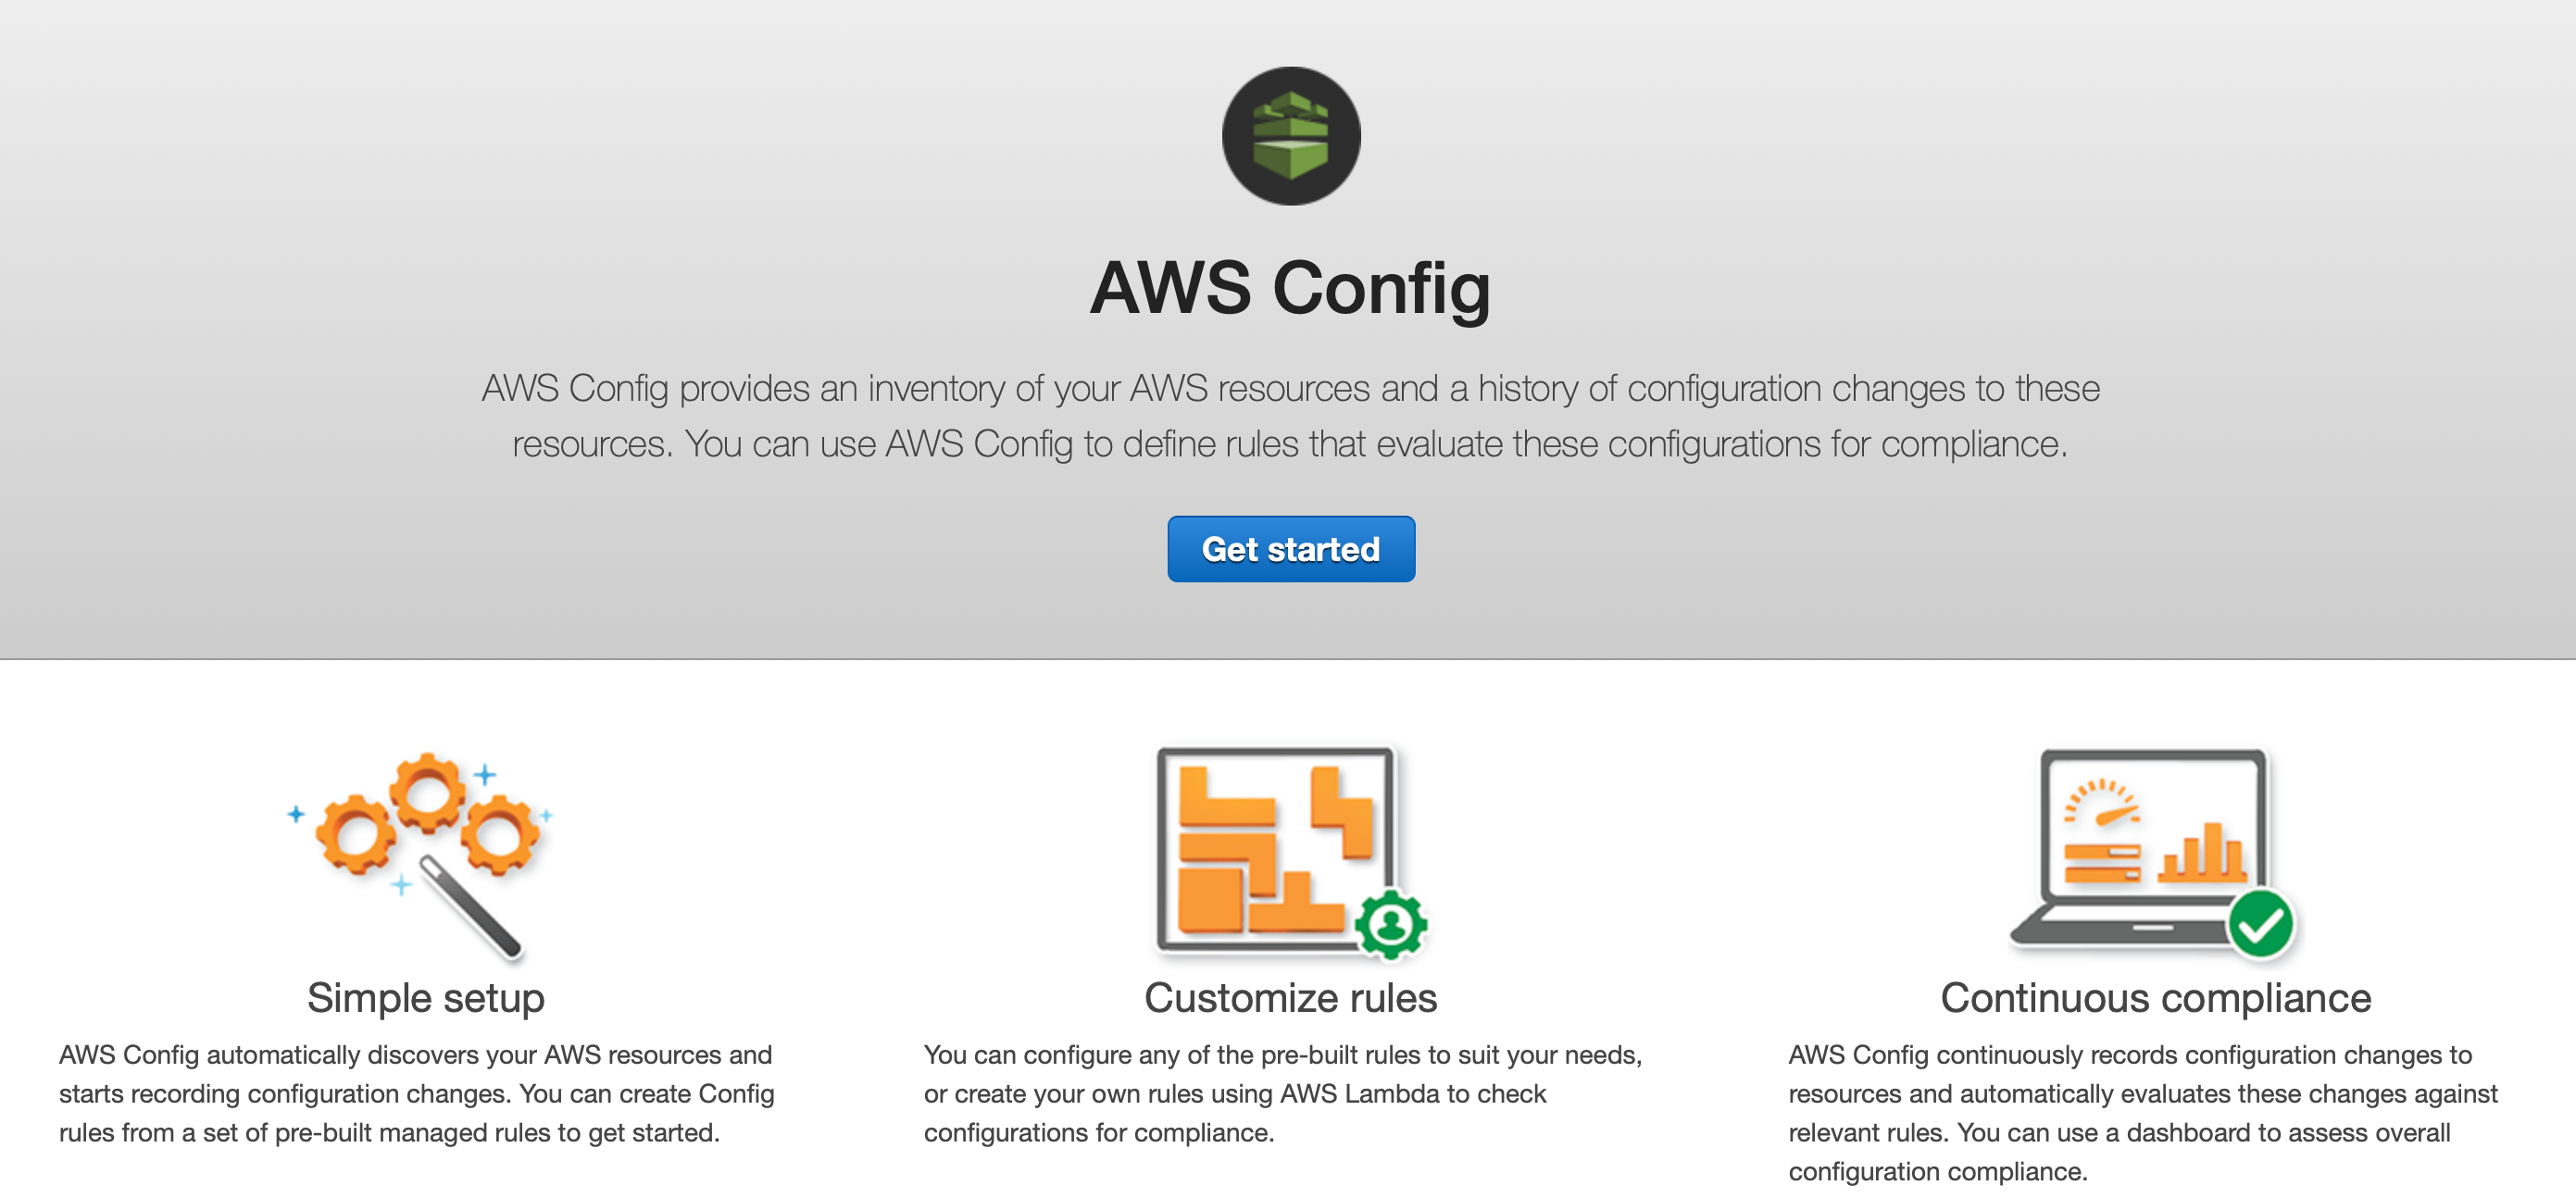 AWS Config
AWS Config provides an inventory of your AWS resources and a history of configuration changes to these
resources. You can use AWS Config to define rules that evaluate these configurations for compliance.
Get started
Simple setup
AWS Config automatically discovers your AWS resources and
starts recording configuration changes. You can create Config
rules from a set of pre-built managed rules to get started.
Customize rules
You can configure any of the pre-built rules to suit your needs,
or create your own rules using AWS Lambda to check
configurations for compliance.
Continuous compliance
AWS Config continuously records configuration changes to
resources and automatically evaluates these changes against
relevant rules. You can use a dashboard to assess overall
configuration compliance.